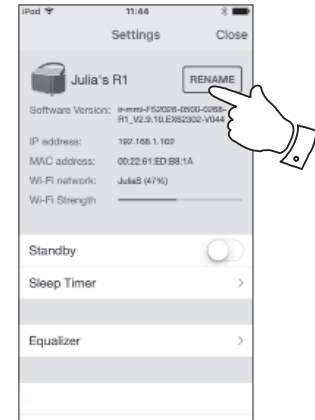 iPod 11:44
Settings Close
Julia's R1 RENAME
Software Version: ir-mmi-FS2026-0500-0268-
R1_V2.9.10.EX62302-V044
IP address: 192.168.1.102
MAC address: 00:22:61:ED:B8:1A
Wi-Fi network: JuliaS (47%)
Wi-Fi Strength
Standby
Sleep Timer
Equalizer